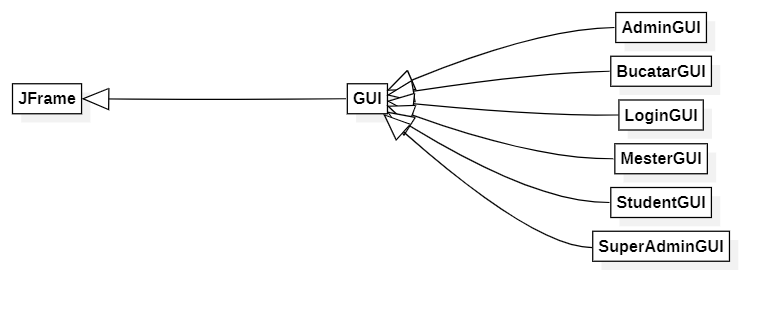 AdminGUI
BucatarGUI
JFrame
GUI
LoginGUI
MesterGUI
StudentGUI
SuperAdminGUI